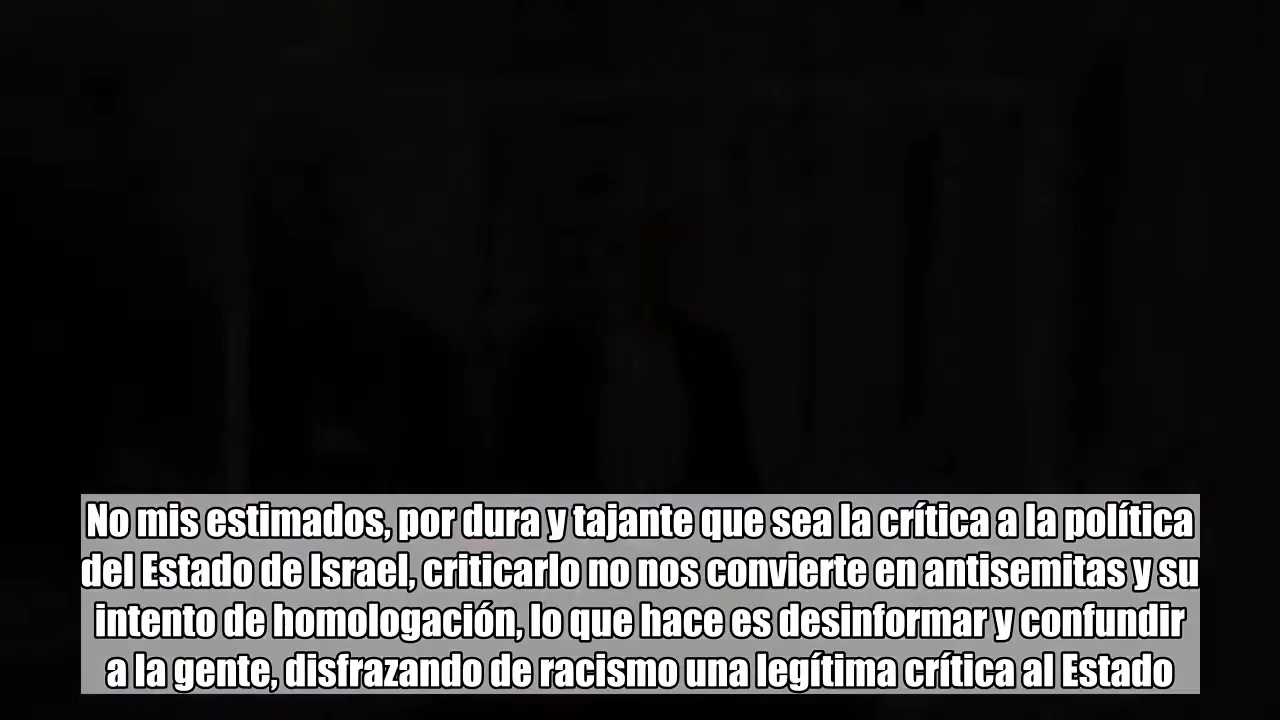 No mis estimados, por dura y tajante que sea la crítica a la política
del Estado de Israel, criticarlo no nos convierte en antisemitas y su
intento de homologación, lo que hace es desinformar y confundir
a la gente, disfrazando de racismo una legítima crítica al Estado